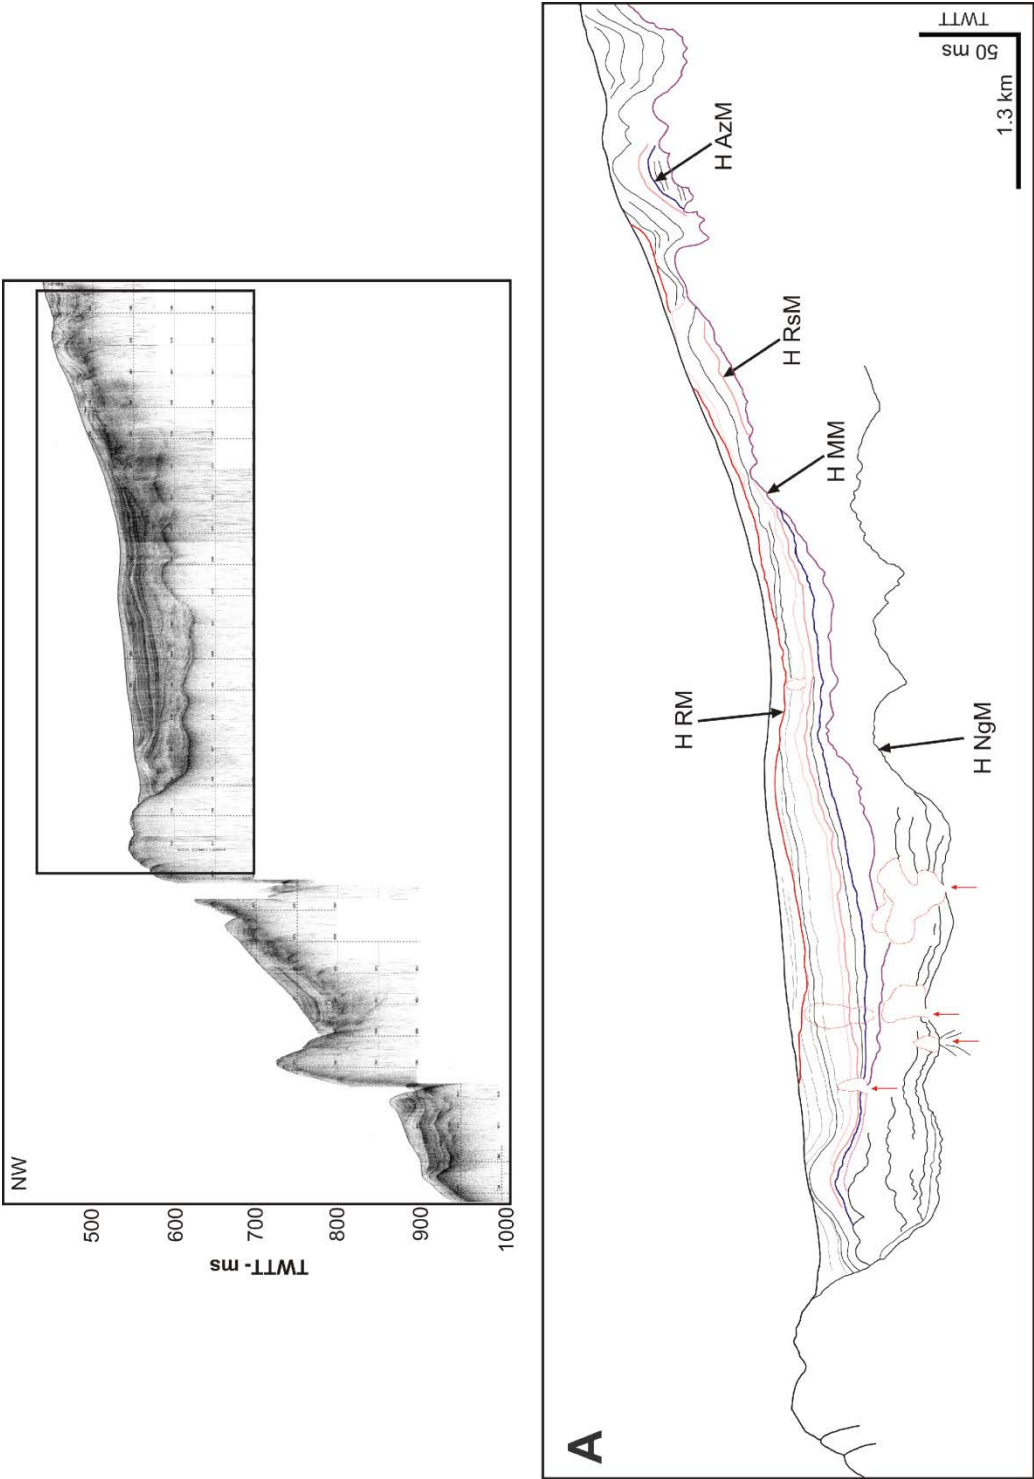 NW
500
600
700
800
900
1000
TWTT- ms
A
H RM
H NgM
H MM
H RsM
H AzM
TWTT
50 ms
1.3 km